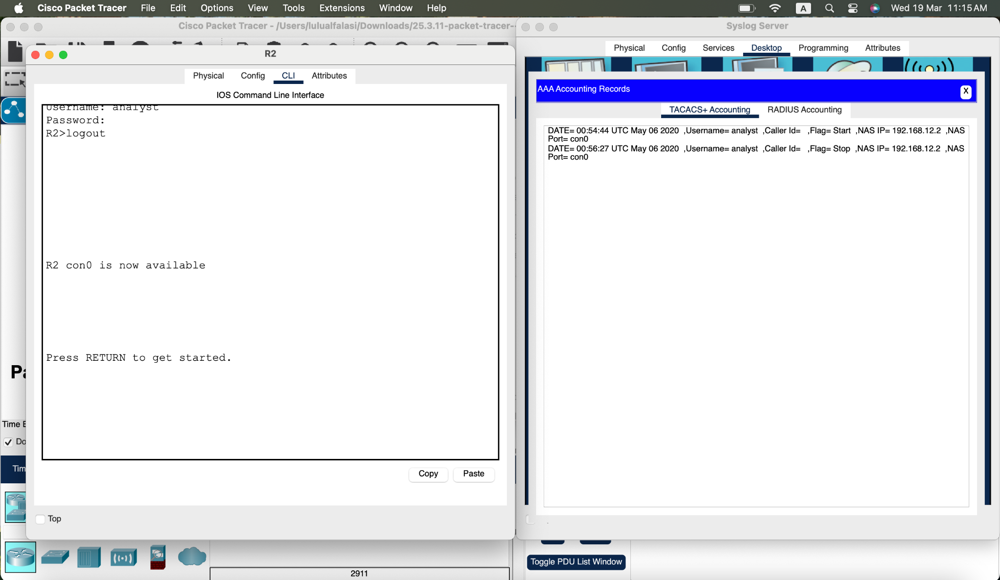 Cisco Packet Tracer File Edit Options View Tools Extensions Window Help A Wed 19 Mar 11:15 AM
Cisco Packet Tracer - /Users/lulualfalasi/Downloads/25.3.11-packet-tracer-
Syslog Server
Physical Config Services Desktop Programming Attributes
R2
Physical Config CLI Attributes
IOS Command Line Interface
Username: analyst
Password:
R2>logout
R2 con0 is now available
Press RETURN to get started.
Copy Paste
Top
AAA Accounting Records X
TACACS+ Accounting RADIUS Accounting
DATE= 00:54:44 UTC May 06 2020 ,Username= analyst ,Caller Id= ,Flag= Start ,NAS IP= 192.168.12.2 ,NAS
Port= con0
DATE= 00:56:27 UTC May 06 2020 ,Username= analyst ,Caller Id= ,Flag= Stop ,NAS IP= 192.168.12.2 ,NAS
Port= con0
Time
Toggle PDU List Window
2911